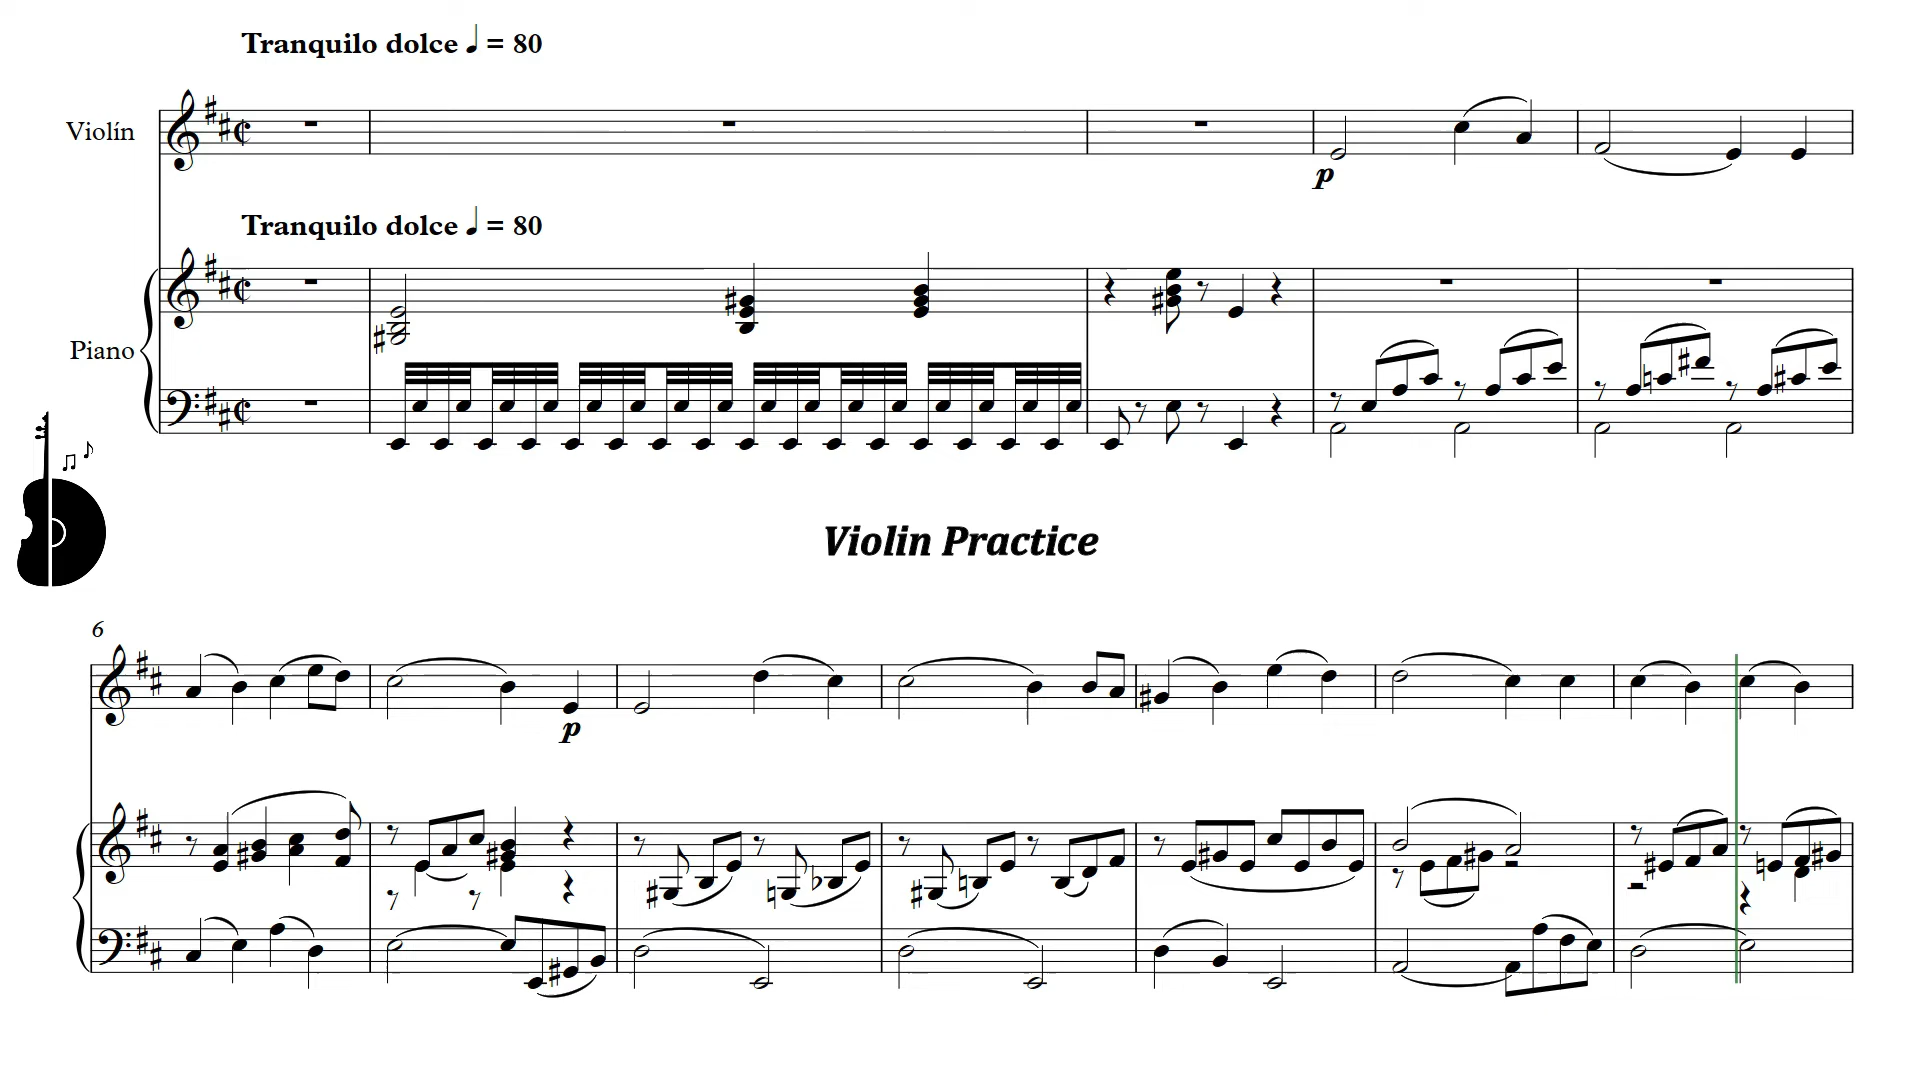 Tranquilo dolce ♩ = 80
Violín
p
Tranquilo dolce ♩ = 80
Piano
Violin Practice
6
p